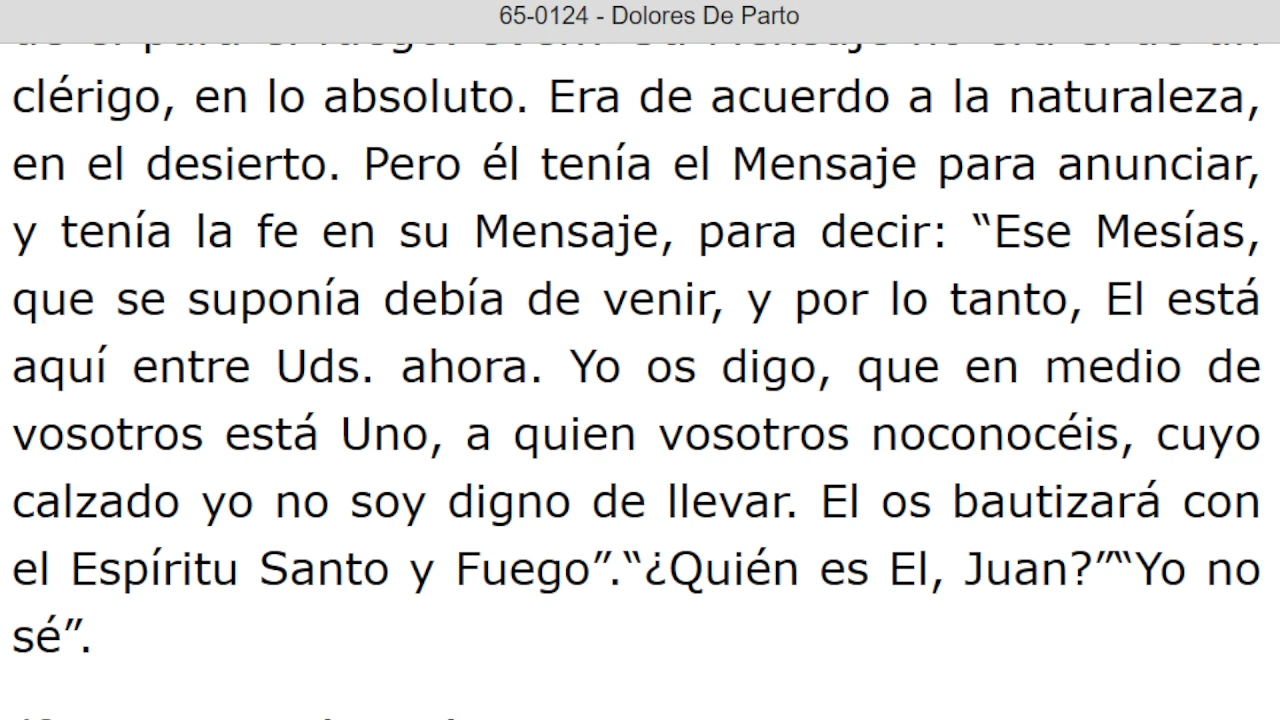 65-0124 - Dolores De Parto
clérigo, en lo absoluto. Era de acuerdo a la naturaleza,
en el desierto. Pero él tenía el Mensaje para anunciar,
y tenía la fe en su Mensaje, para decir: “Ese Mesías,
que se suponía debía de venir, y por lo tanto, El está
aquí entre Uds. ahora. Yo os digo, que en medio de
vosotros está Uno, a quien vosotros noconocéis, cuyo
calzado yo no soy digno de llevar. El os bautizará con
el Espíritu Santo y Fuego”.“¿Quién es El, Juan?”“Yo no
sé”.